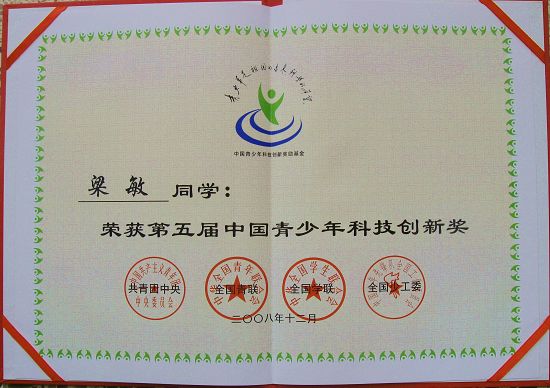 中国青少年科技创新奖励基金
梁敏 同学：
荣获第五届中国青少年科技创新奖
共青团中央 全国青联 全国学联 全国少工委
二〇〇八年十二月